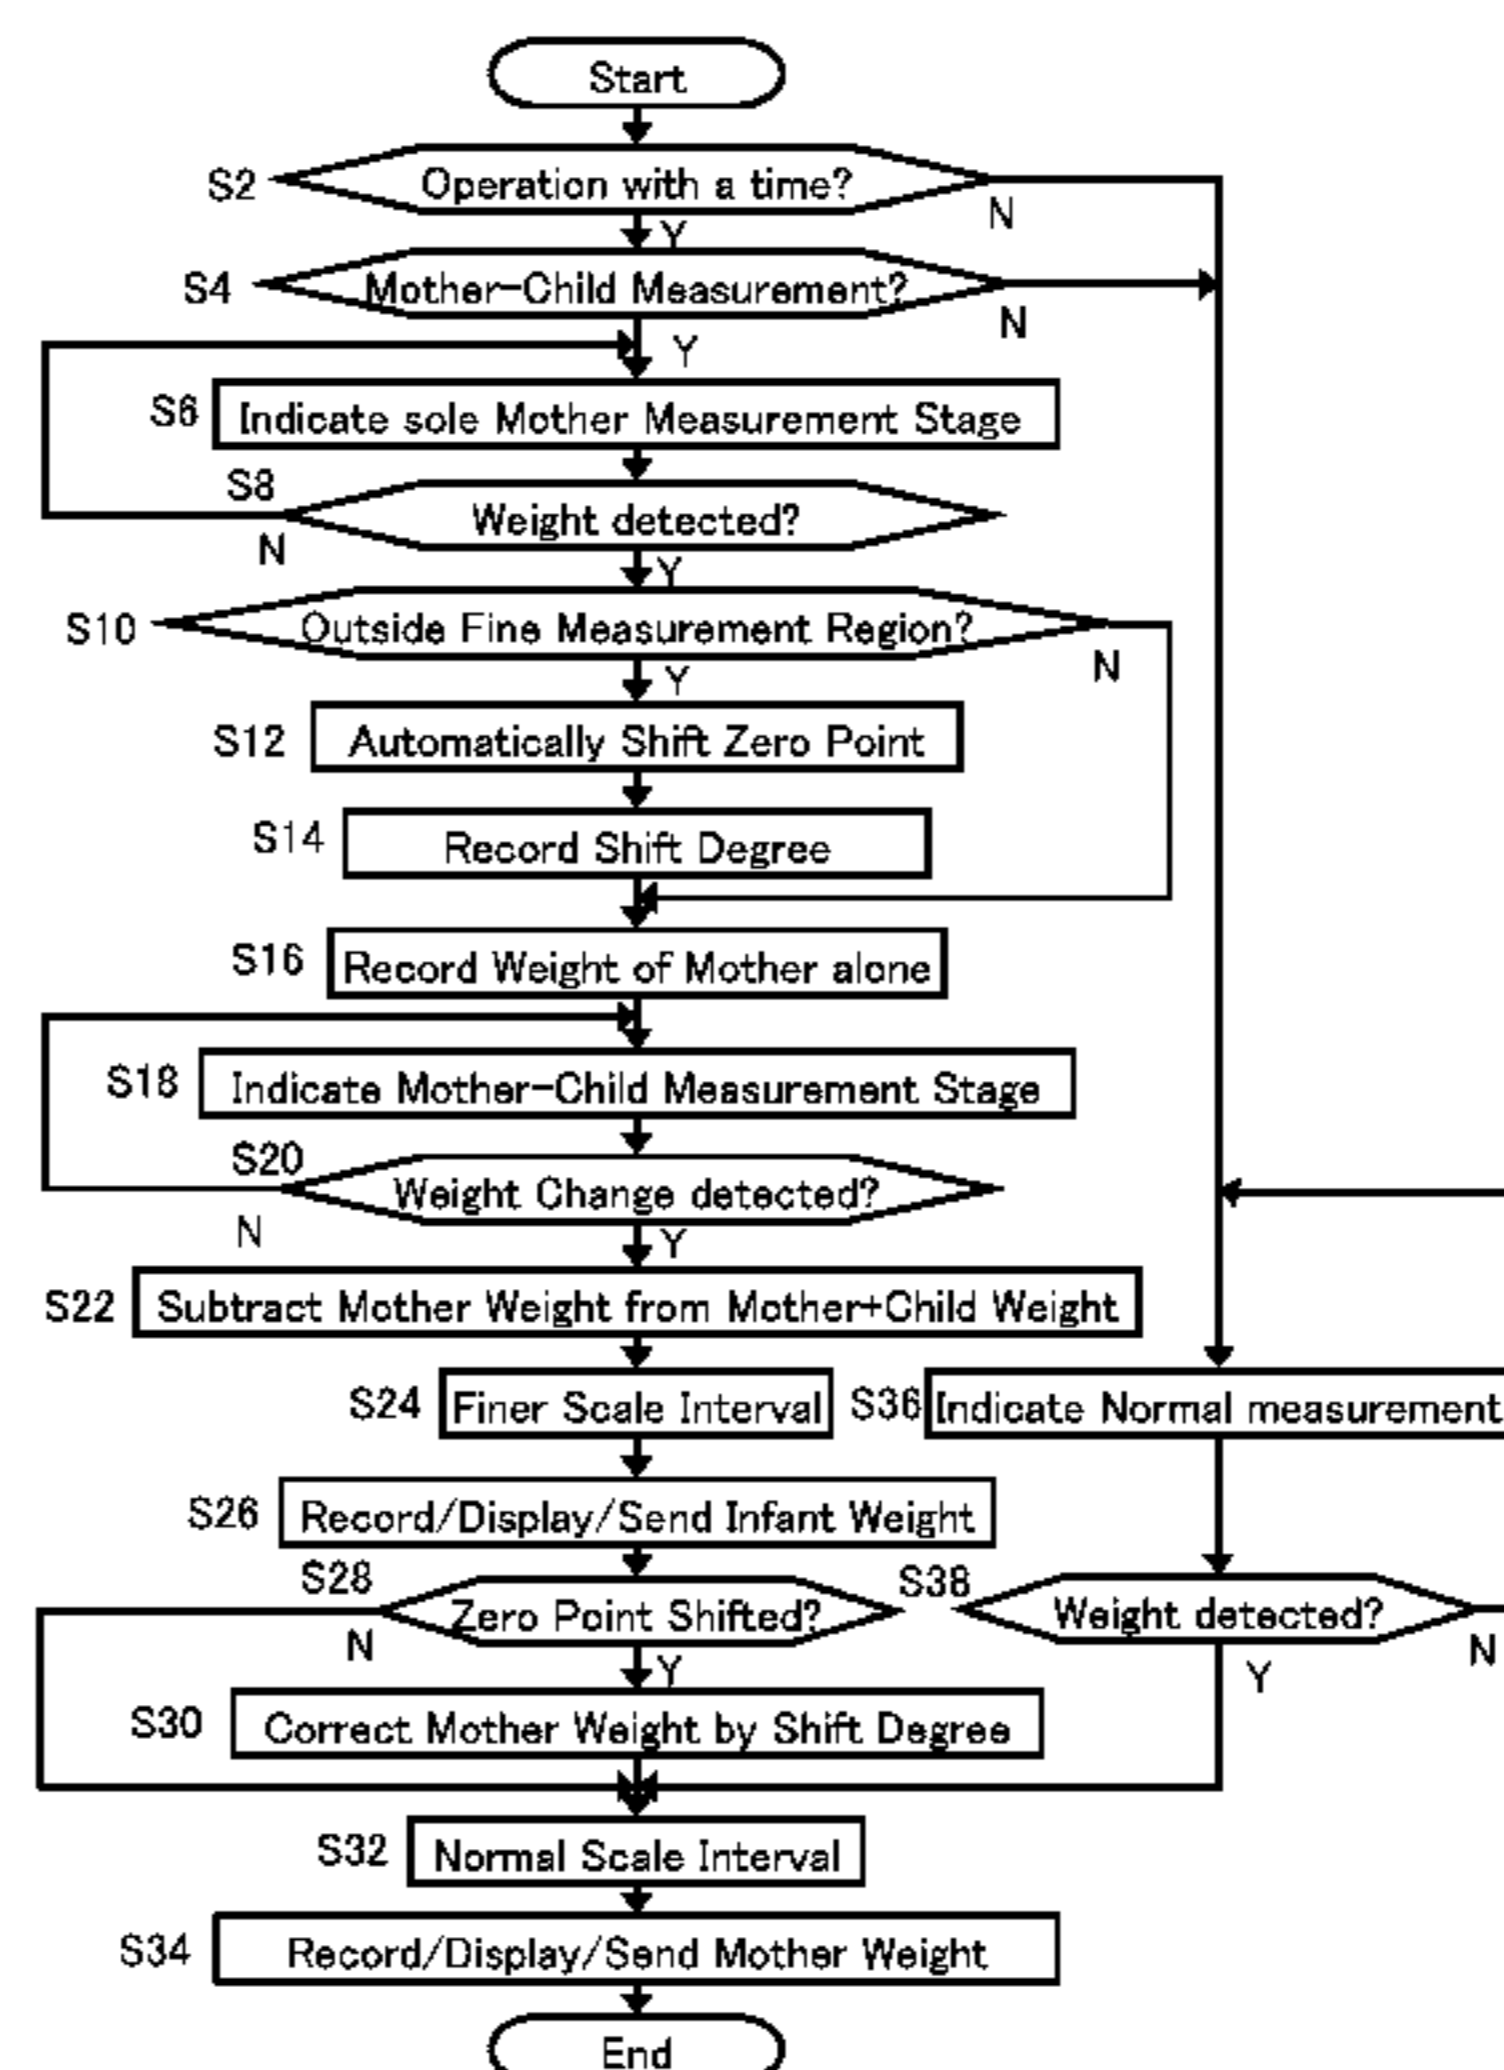 Start
S2
Operation with a time?
N
Y
S4
Mother-Child Measurement?
N
Y
S6
Indicate sole Mother Measurement Stage
S8
Weight detected?
N
Y
S10
Outside Fine Measurement Region?
N
Y
S12
Automatically Shift Zero Point
S14
Record Shift Degree
S16
Record Weight of Mother alone
S18
Indicate Mother-Child Measurement Stage
S20
Weight Change detected?
N
Y
S22
Subtract Mother Weight from Mother+Child Weight
S24
Finer Scale Interval
S36
Indicate Normal measurement
S26
Record/Display/Send Infant Weight
S28
Zero Point Shifted?
N
Y
S38
Weight detected?
N
Y
S30
Correct Mother Weight by Shift Degree
S32
Normal Scale Interval
S34
Record/Display/Send Mother Weight
End